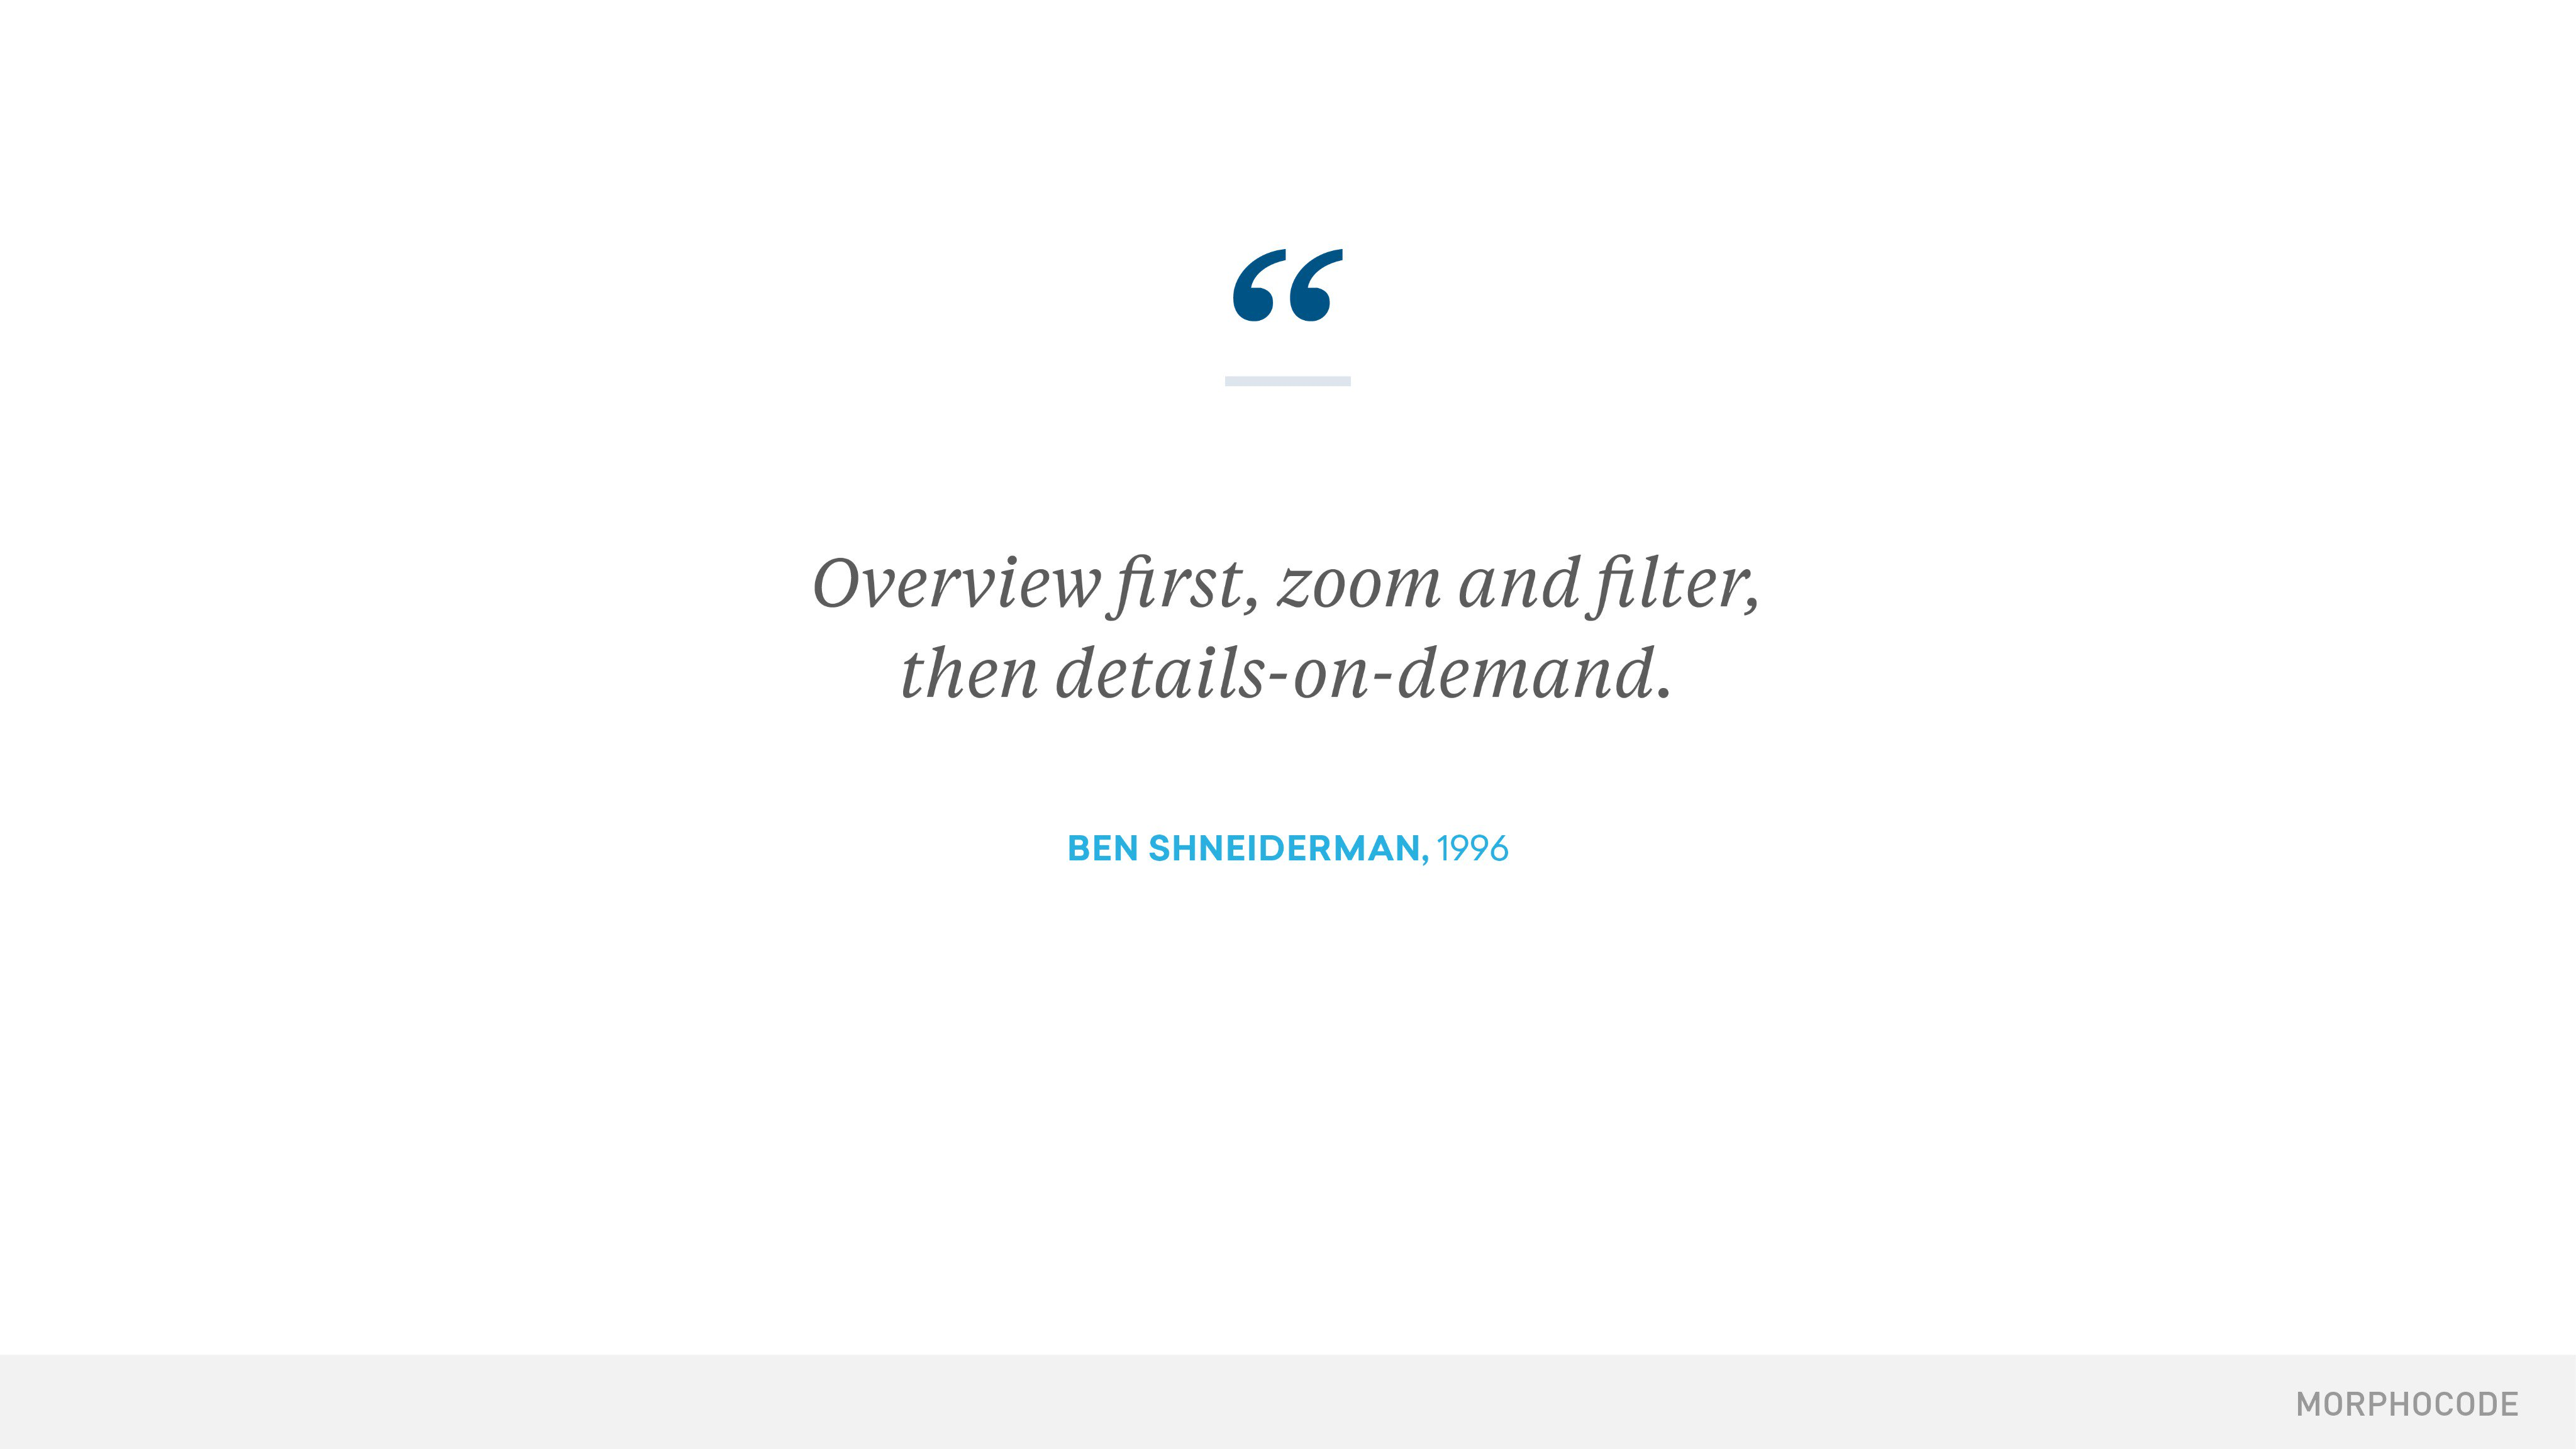 “
Overview first, zoom and filter,
then details-on-demand.
BEN SHNEIDERMAN, 1996
MORPHOCODE